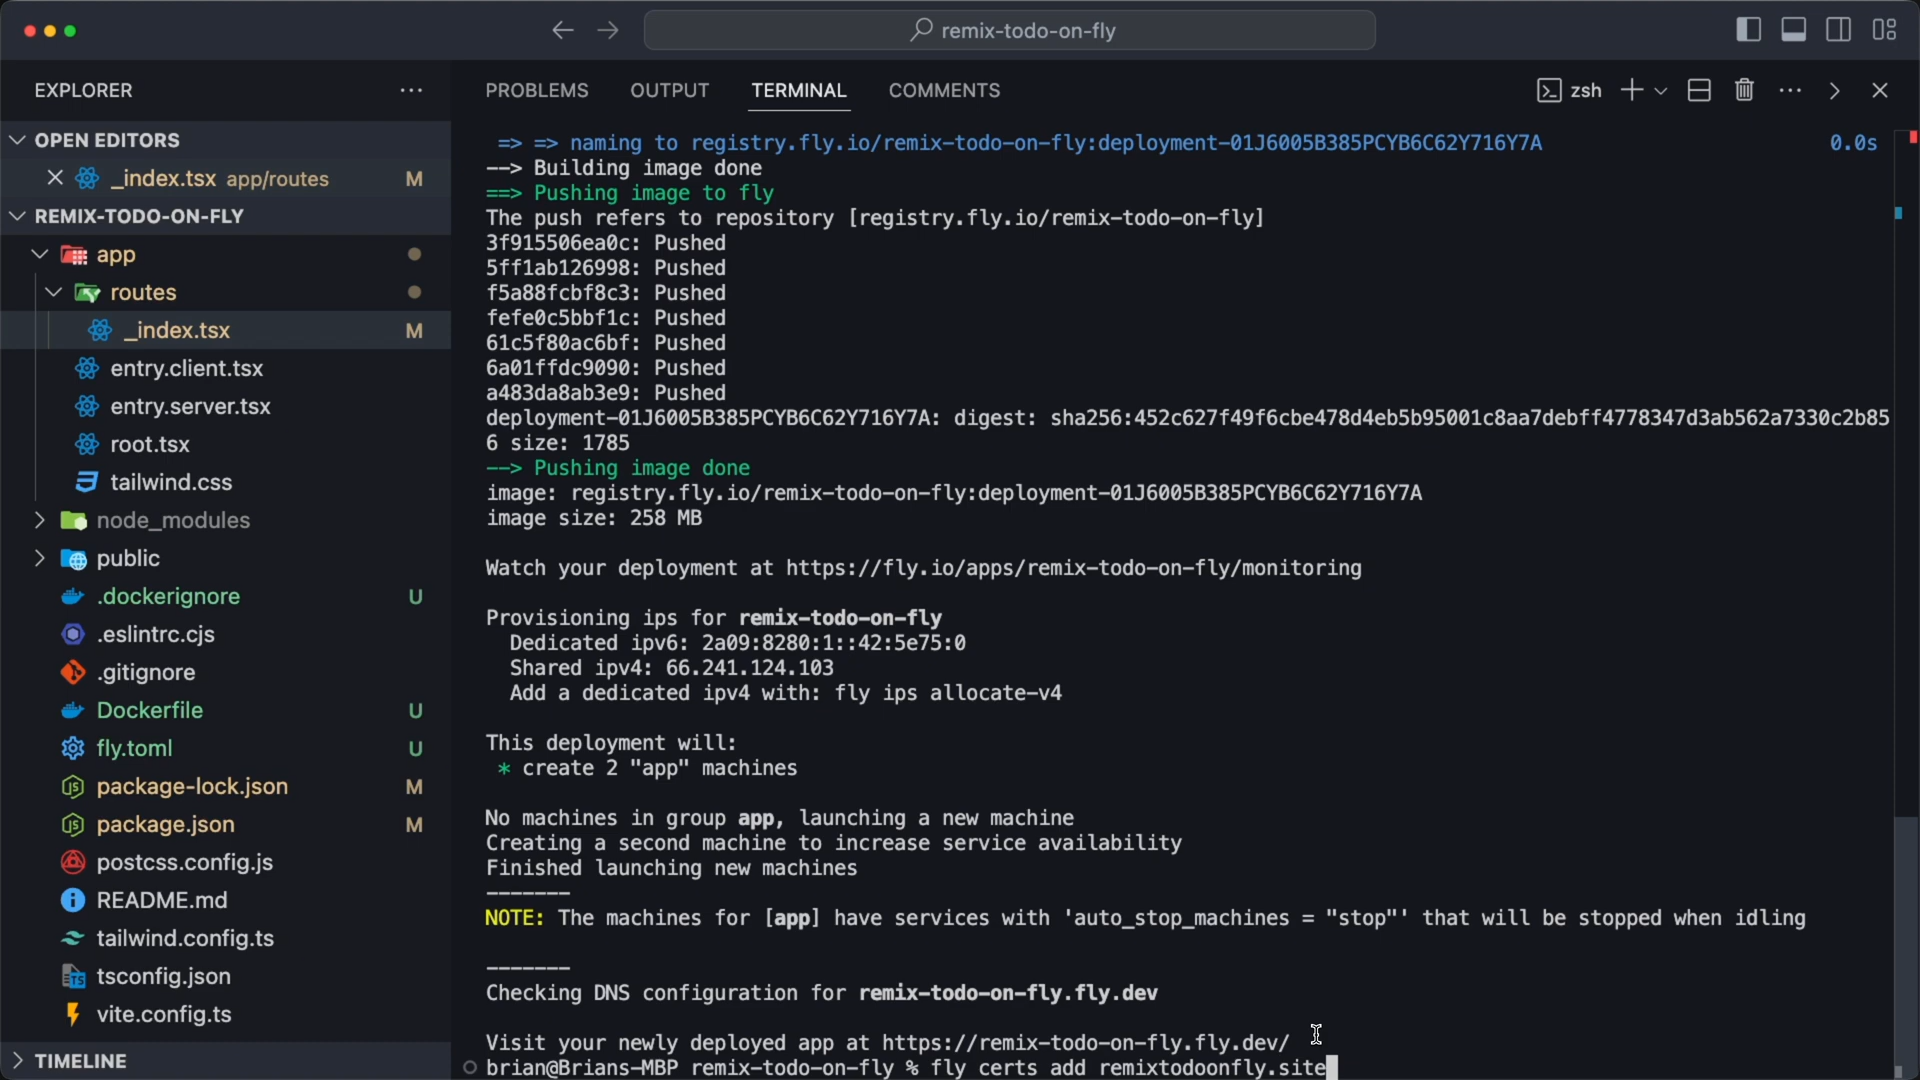 remix-todo-on-fly
EXPLORER
OPEN EDITORS
_index.tsx app/routes M
REMIX-TODO-ON-FLY
app
routes
_index.tsx M
entry.client.tsx
entry.server.tsx
root.tsx
tailwind.css
node_modules
public
.dockerignore U
.eslintrc.cjs
.gitignore
Dockerfile U
fly.toml U
package-lock.json M
package.json M
postcss.config.js
README.md
tailwind.config.ts
tsconfig.json
vite.config.ts
TIMELINE
PROBLEMS OUTPUT TERMINAL COMMENTS zsh
=> => naming to registry.fly.io/remix-todo-on-fly:deployment-01J6005B385PCYB6C62Y716Y7A 0.0s
--> Building image done
==> Pushing image to fly
The push refers to repository [registry.fly.io/remix-todo-on-fly]
3f915506ea0c: Pushed
5ff1ab126998: Pushed
f5a88fcbf8c3: Pushed
fefe0c5bbf1c: Pushed
61c5f80ac6bf: Pushed
6a01ffdc9090: Pushed
a483da8ab3e9: Pushed
deployment-01J6005B385PCYB6C62Y716Y7A: digest: sha256:452c627f49f6cbe478d4eb5b95001c8aa7debff4778347d3ab562a7330c2b85
6 size: 1785
--> Pushing image done
image: registry.fly.io/remix-todo-on-fly:deployment-01J6005B385PCYB6C62Y716Y7A
image size: 258 MB
Watch your deployment at https://fly.io/apps/remix-todo-on-fly/monitoring
Provisioning ips for remix-todo-on-fly
Dedicated ipv6: 2a09:8280:1::42:5e75:0
Shared ipv4: 66.241.124.103
Add a dedicated ipv4 with: fly ips allocate-v4
This deployment will:
* create 2 "app" machines
No machines in group app, launching a new machine
Creating a second machine to increase service availability
Finished launching new machines
-------
NOTE: The machines for [app] have services with 'auto_stop_machines = "stop"' that will be stopped when idling
-------
Checking DNS configuration for remix-todo-on-fly.fly.dev
Visit your newly deployed app at https://remix-todo-on-fly.fly.dev/
brian@Brians-MBP remix-todo-on-fly % fly certs add remixtodoonfly.site